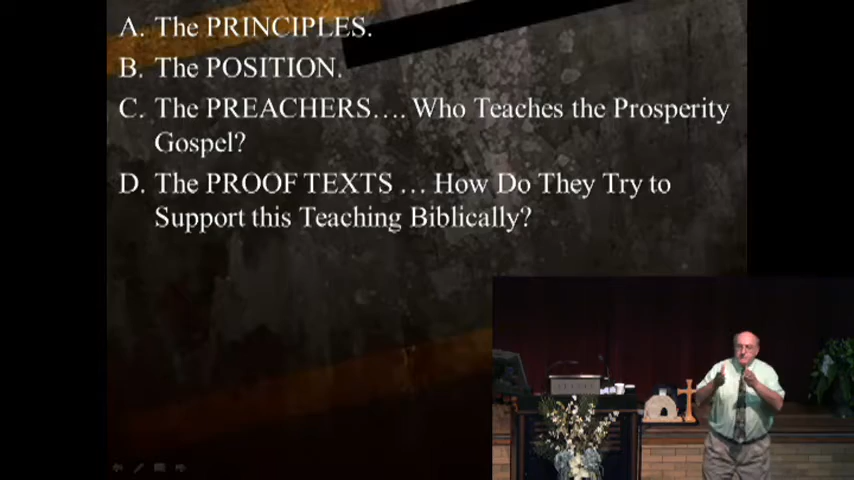 A. The PRINCIPLES.
B. The POSITION.
C. The PREACHERS…. Who Teaches the Prosperity
Gospel?
D. The PROOF TEXTS … How Do They Try to
Support this Teaching Biblically?